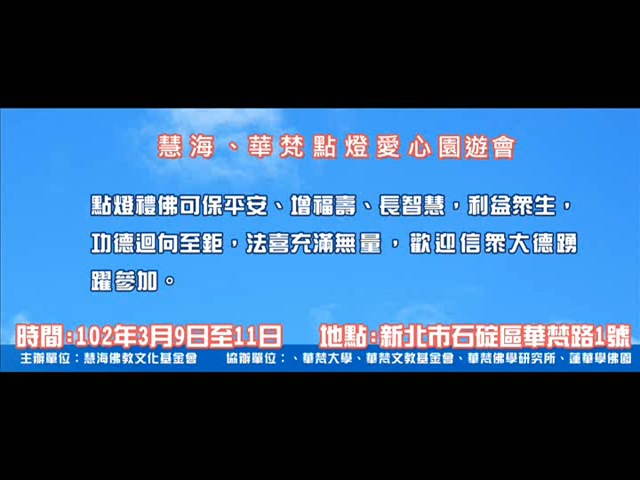 慧海、華梵點燈愛心園遊會
點燈禮佛可保平安、增福壽、長智慧，利益衆生，
功德迴向至鉅，法喜充滿無量，歡迎信衆大德踴
躍參加。
時間:102年3月9日至11日 地點:新北市石碇區華梵路1號
主辦單位：慧海佛教文化基金會 協辦單位：、華梵大學、華梵文教基金會、華梵佛學研究所、蓮華學佛園